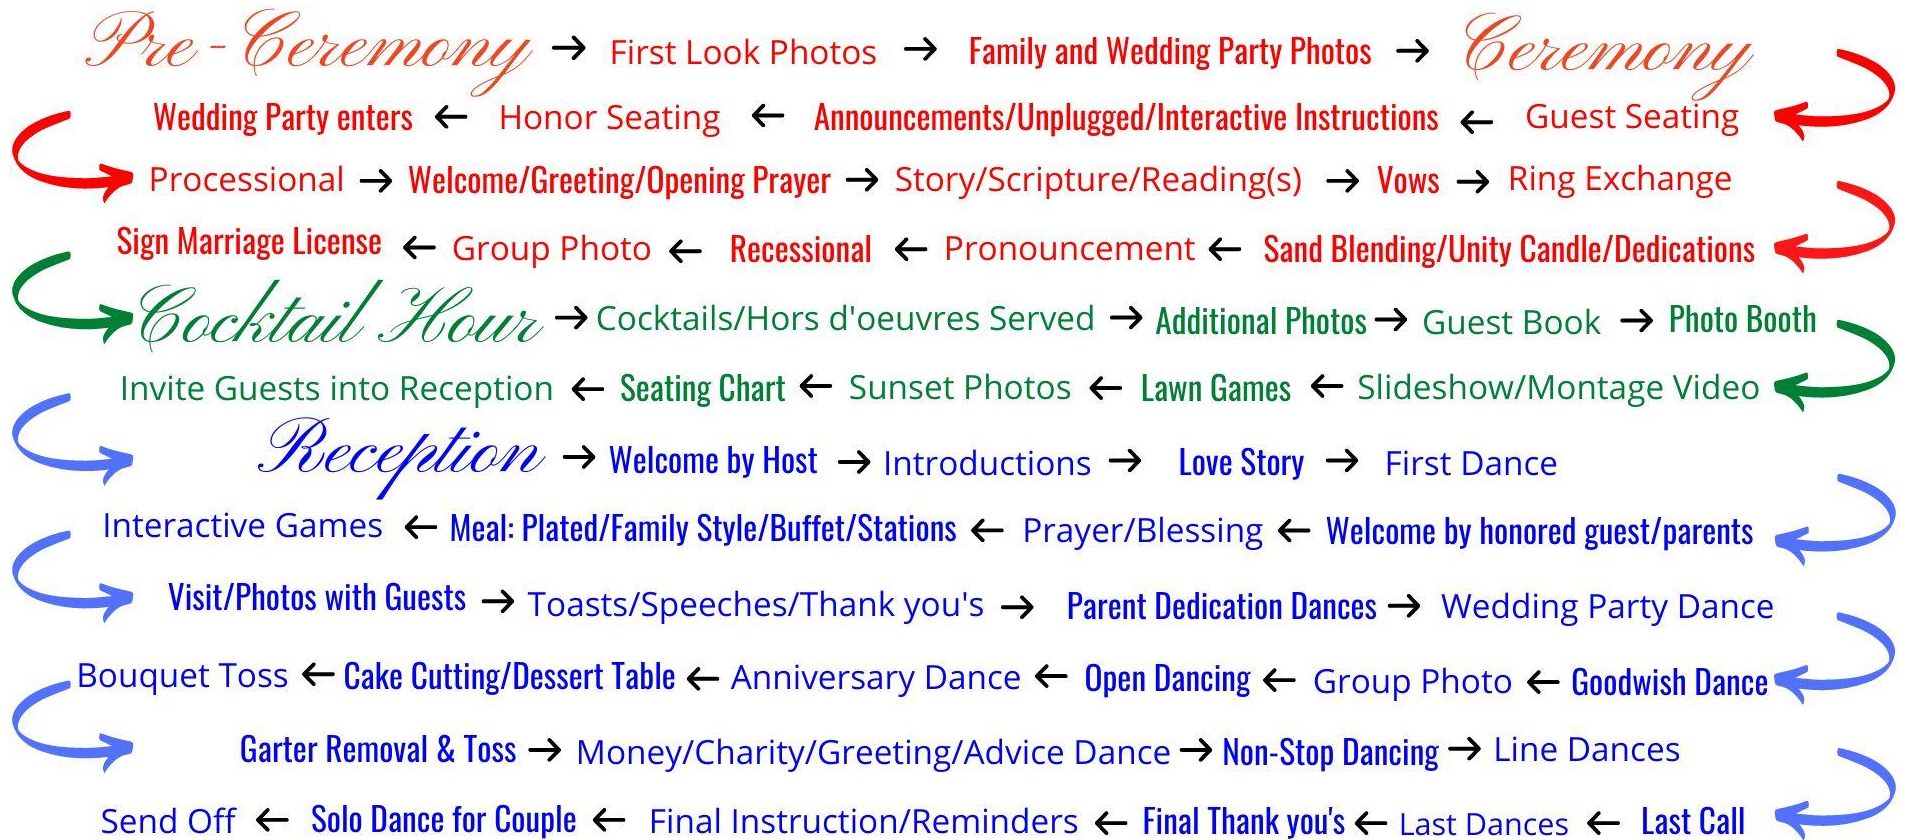 Pre-Ceremony → First Look Photos → Family and Wedding Party Photos → Ceremony
Wedding Party enters ← Honor Seating ← Announcements/Unplugged/Interactive Instructions ← Guest Seating
Processional → Welcome/Greeting/Opening Prayer → Story/Scripture/Reading(s) → Vows → Ring Exchange
Sign Marriage License ← Group Photo ← Recessional ← Pronouncement ← Sand Blending/Unity Candle/Dedications
Cocktail Hour → Cocktails/Hors d'oeuvres Served → Additional Photos → Guest Book → Photo Booth
Invite Guests into Reception ← Seating Chart ← Sunset Photos ← Lawn Games ← Slideshow/Montage Video
Reception → Welcome by Host → Introductions → Love Story → First Dance
Interactive Games ← Meal: Plated/Family Style/Buffet/Stations ← Prayer/Blessing ← Welcome by honored guest/parents
Visit/Photos with Guests → Toasts/Speeches/Thank you's → Parent Dedication Dances → Wedding Party Dance
Bouquet Toss ← Cake Cutting/Dessert Table ← Anniversary Dance ← Open Dancing ← Group Photo ← Goodwish Dance
Garter Removal & Toss → Money/Charity/Greeting/Advice Dance → Non-Stop Dancing → Line Dances
Send Off ← Solo Dance for Couple ← Final Instruction/Reminders ← Final Thank you's ← Last Dances ← Last Call